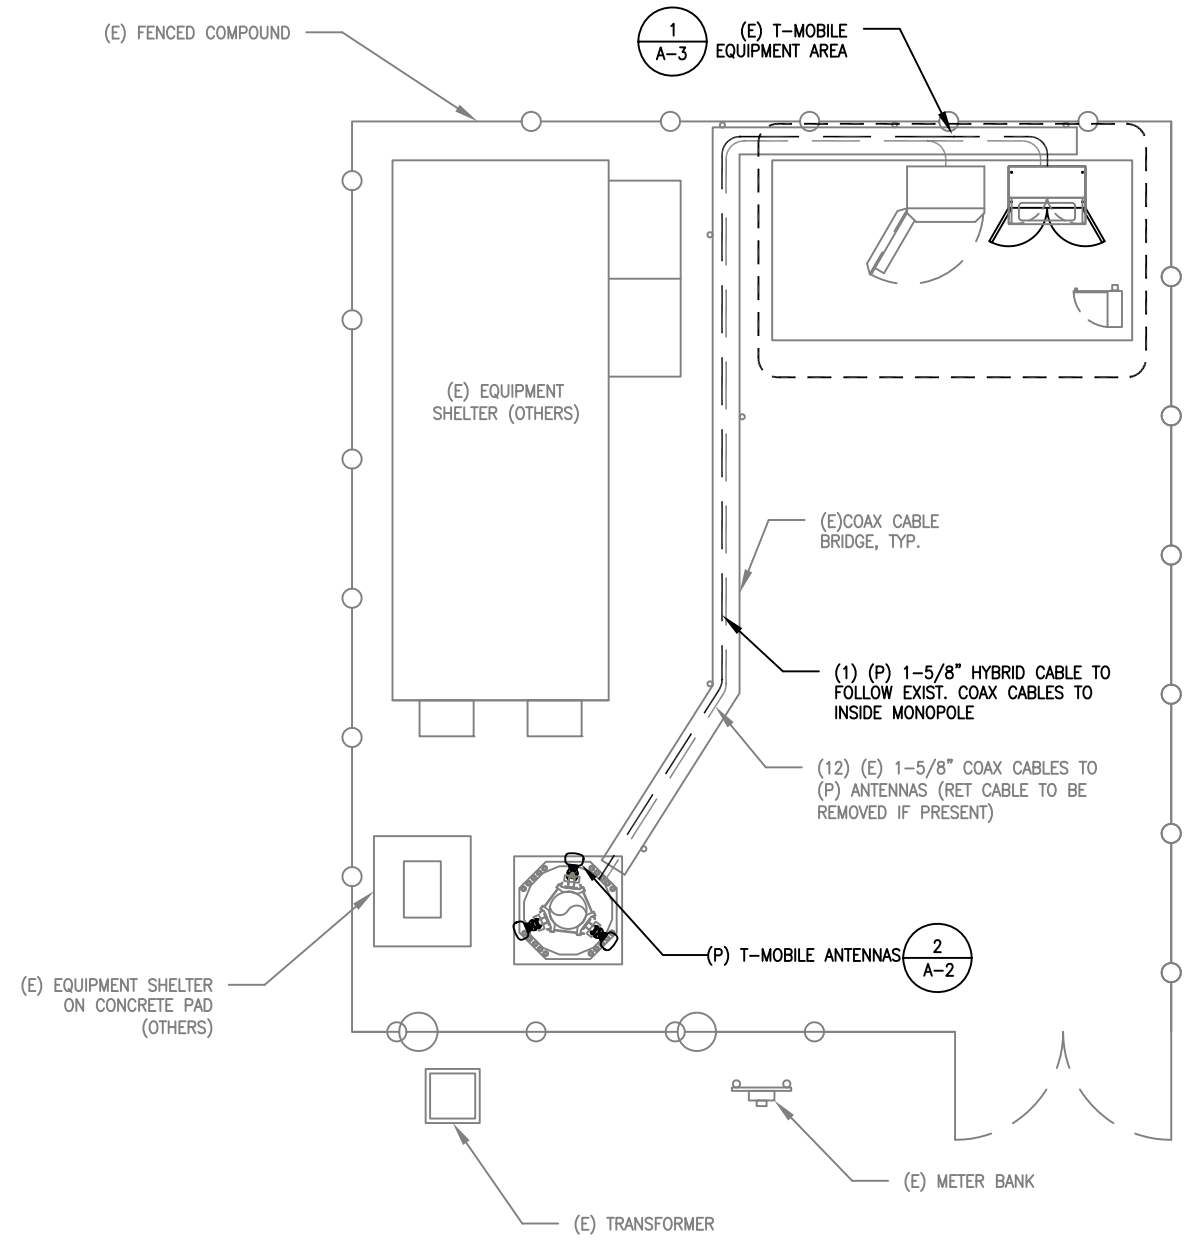 (E) FENCED COMPOUND
1
A-3
(E) T-MOBILE
EQUIPMENT AREA
(E) EQUIPMENT
SHELTER (OTHERS)
(E)COAX CABLE
BRIDGE, TYP.
(1) (P) 1-5/8" HYBRID CABLE TO
FOLLOW EXIST. COAX CABLES TO
INSIDE MONOPOLE
(12) (E) 1-5/8" COAX CABLES TO
(P) ANTENNAS (RET CABLE TO BE
REMOVED IF PRESENT)
(P) T-MOBILE ANTENNAS
2
A-2
(E) EQUIPMENT SHELTER
ON CONCRETE PAD
(OTHERS)
(E) METER BANK
(E) TRANSFORMER